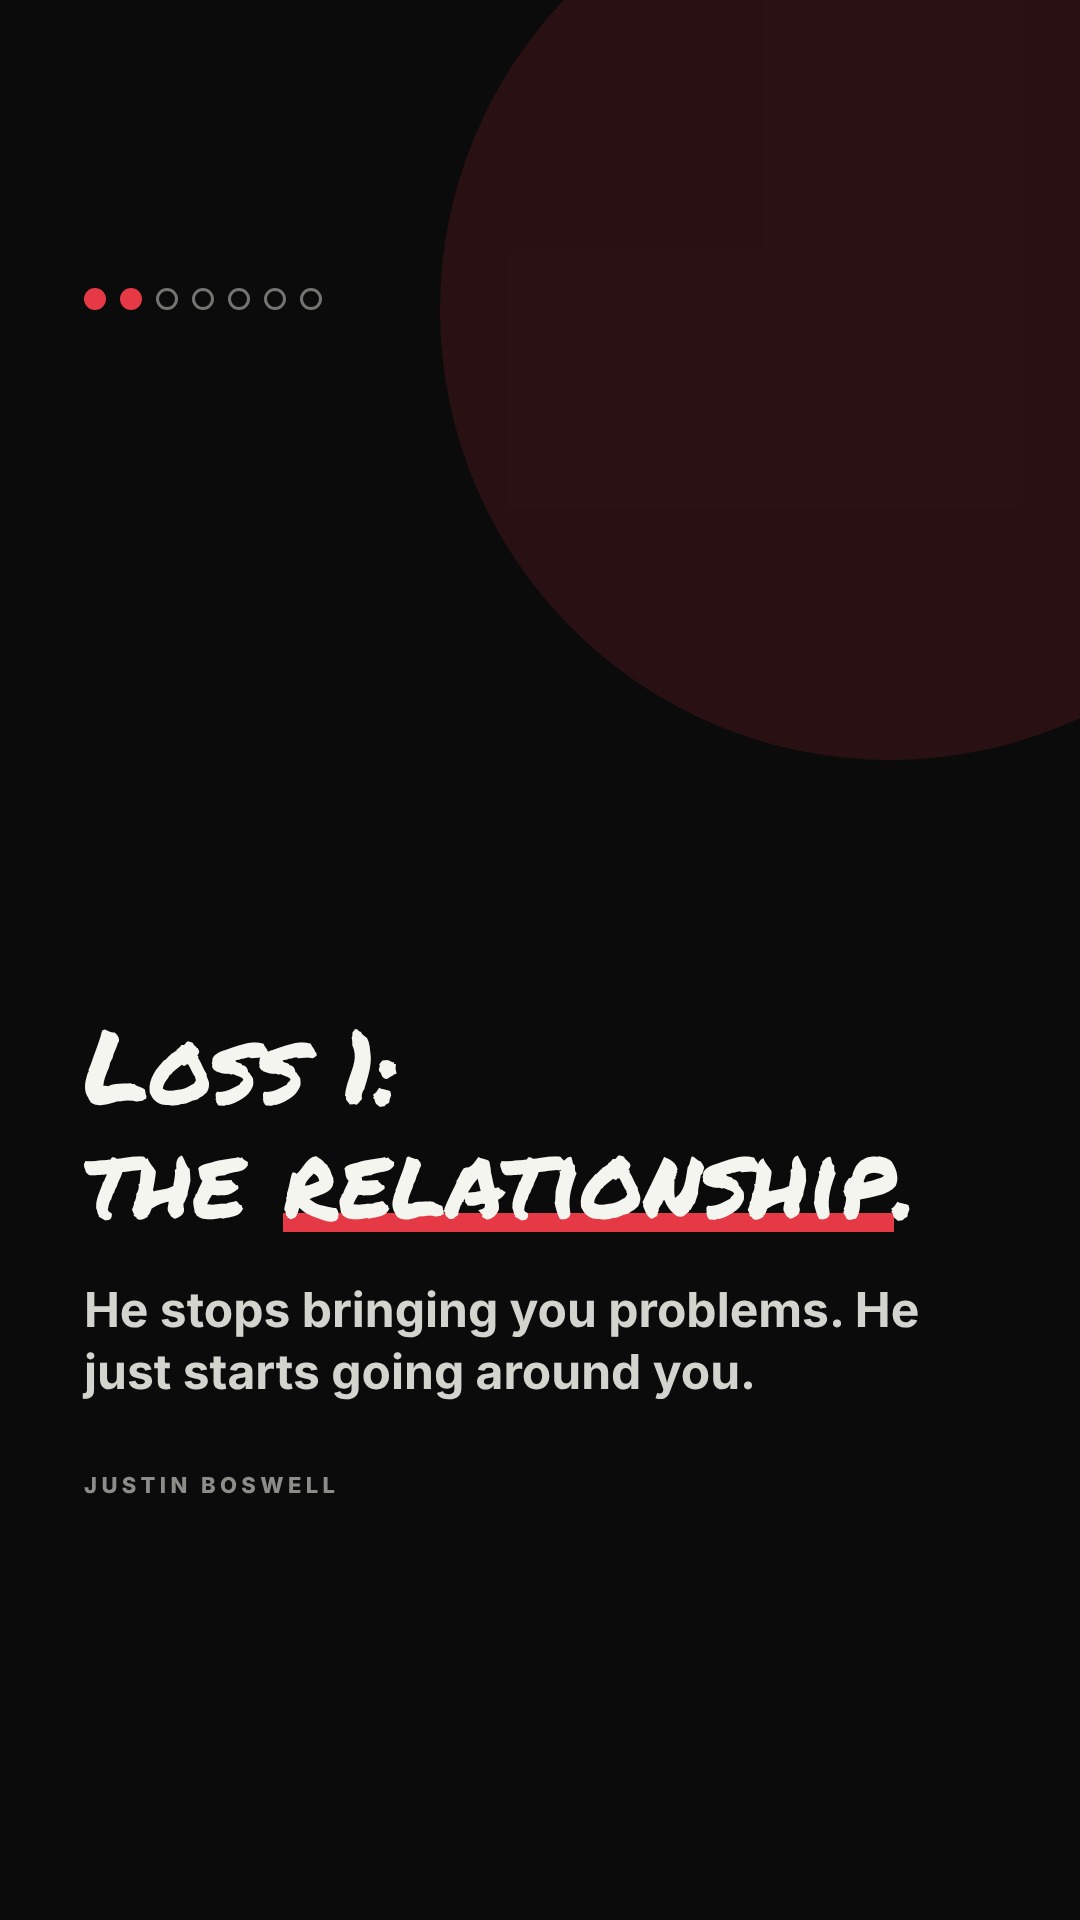 Loss 1:
the relationship.
He stops bringing you problems. He
just starts going around you.
JUSTIN BOSWELL